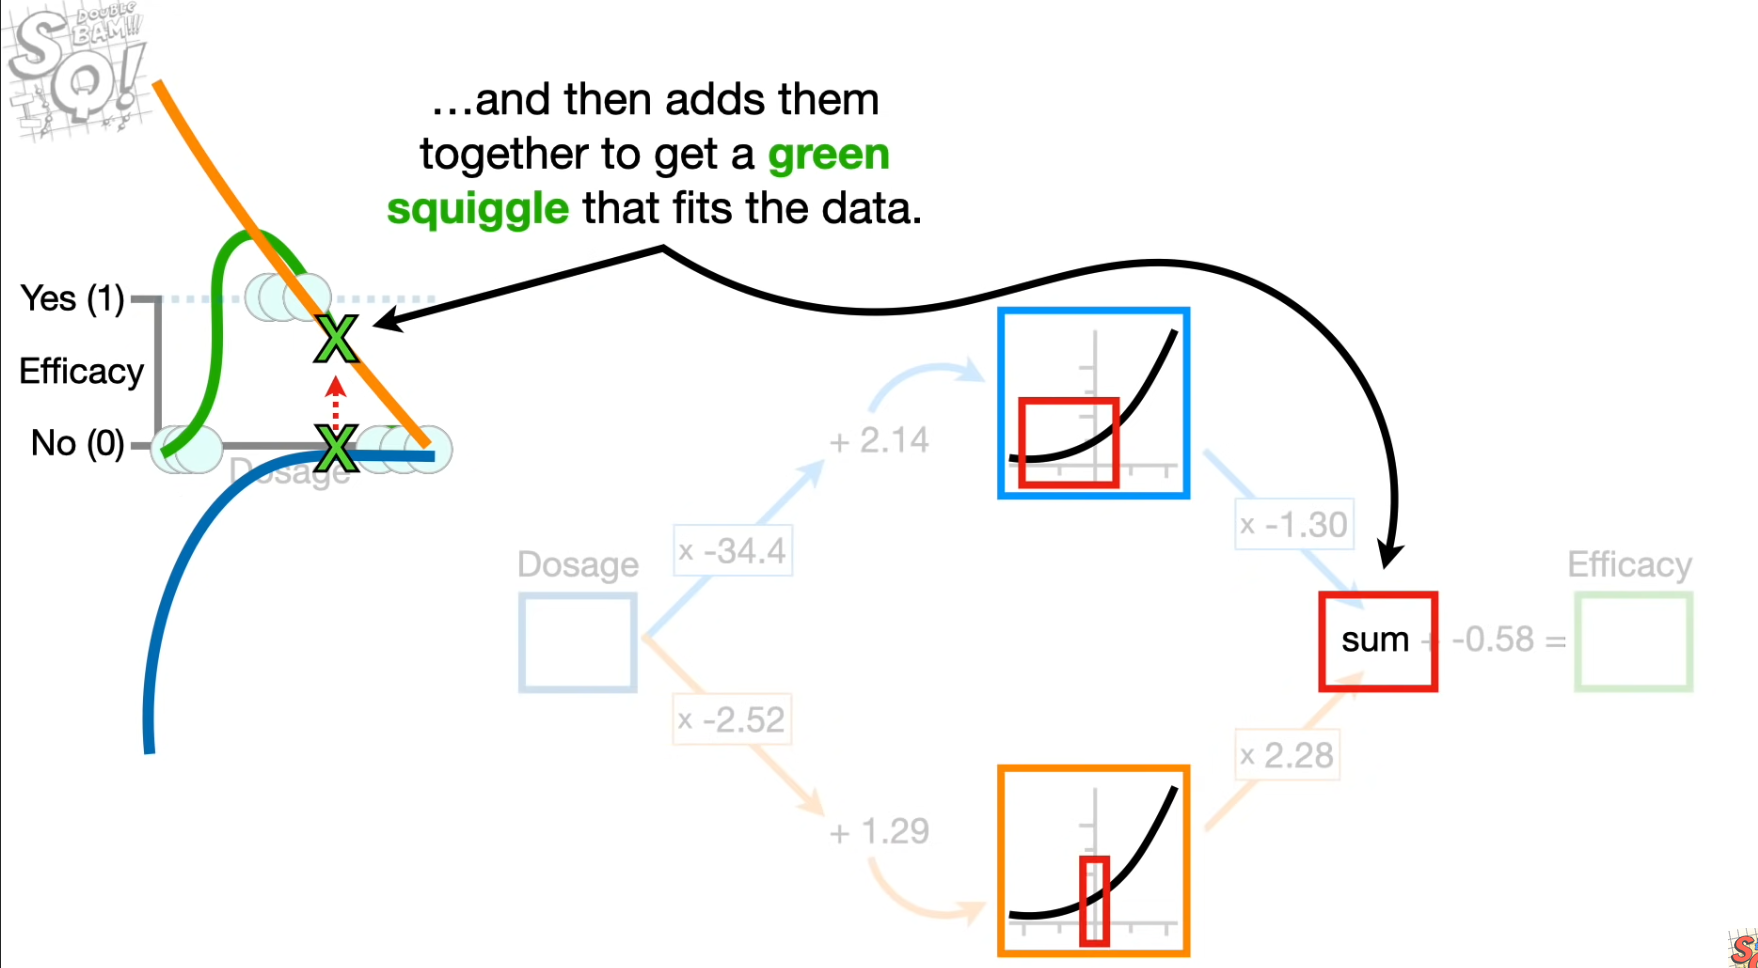 DOUBLE
BAM!!!
SQ!
...and then adds them
together to get a green
squiggle that fits the data.
Yes (1)
Efficacy
No (0)
Dosage
X
X
+ 2.14
x -34.4
x -1.30
Dosage
Efficacy
sum + -0.58 =
x -2.52
x 2.28
+ 1.29